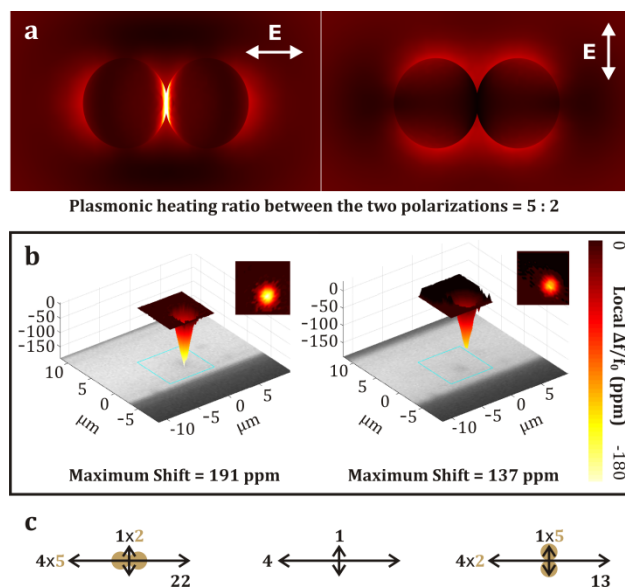 a
E
E
Plasmonic heating ratio between the two polarizations = 5 : 2
b
0
−50
−100
−150
10
5
0
−5
μm
−10
−5
0
5
μm
Maximum Shift = 191 ppm
0
−50
−100
−150
10
5
0
−5
μm
−10
−5
0
5
μm
Maximum Shift = 137 ppm
0
Local Δf/f₀ (ppm)
-180
c
1x2
4x5
22
1
4
1x5
4x2
13